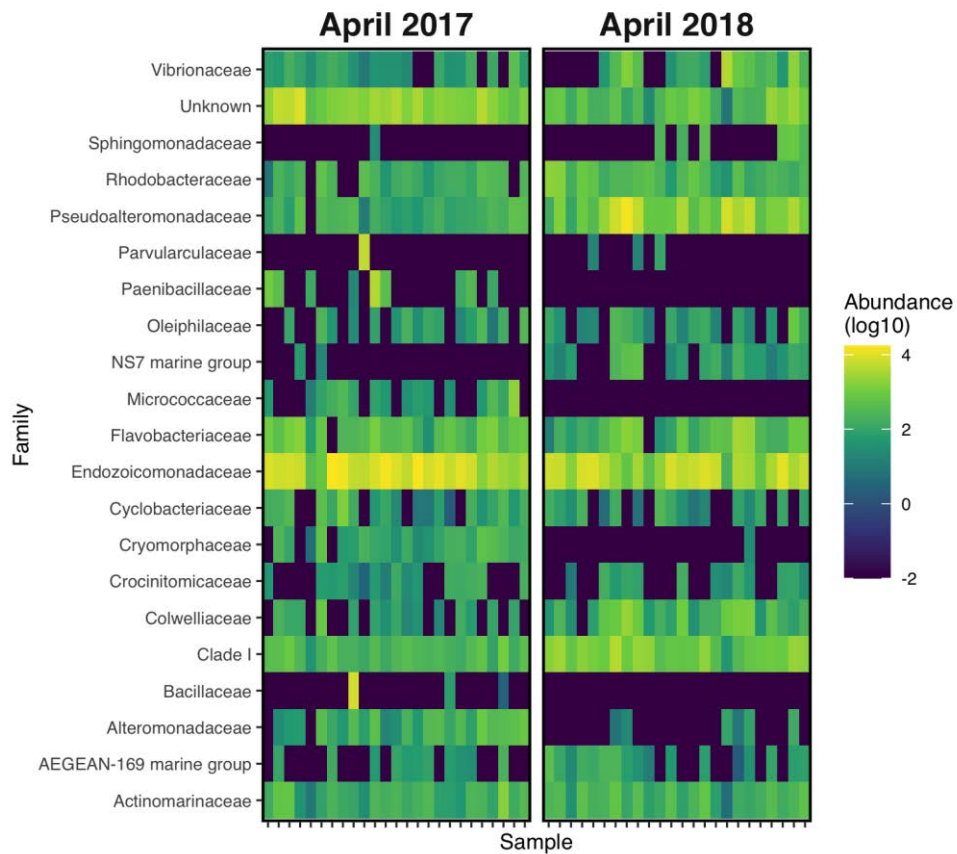 April 2017
April 2018
Vibrionaceae
Unknown
Sphingomonadaceae
Rhodobacteraceae
Pseudoalteromonadaceae
Parvularculaceae
Paenibacillaceae
Oleiphilaceae
NS7 marine group
Micrococcaceae
Flavobacteriaceae
Endozoicomonadaceae
Cyclobacteriaceae
Cryomorphaceae
Crocinitomicaceae
Colwelliaceae
Clade I
Bacillaceae
Alteromonadaceae
AEGEAN-169 marine group
Actinomarinaceae
Family
Sample
Abundance
(log10)
4
2
0
-2